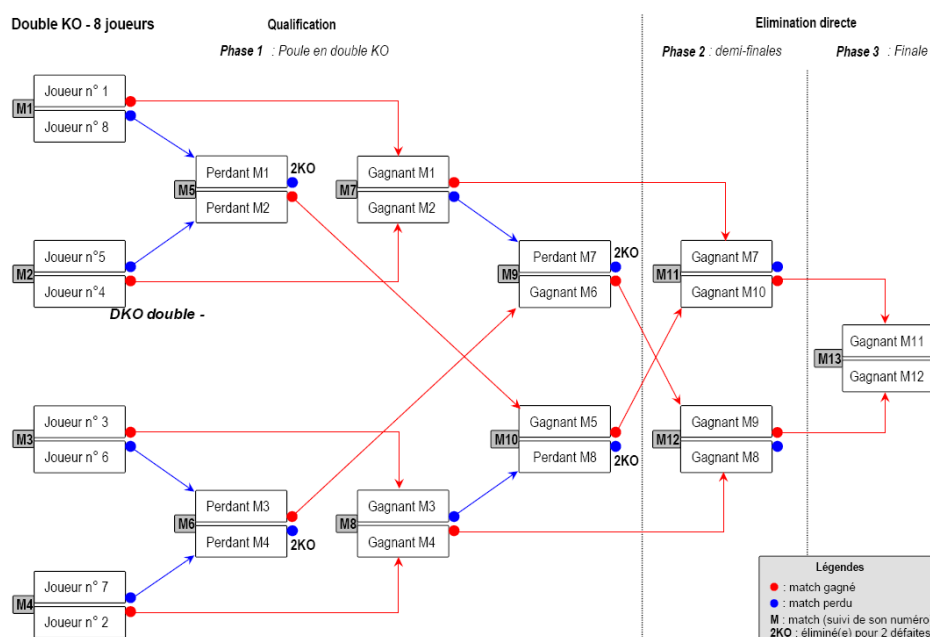 Double KO - 8 joueurs
Qualification
Elimination directe
Phase 1 : Poule en double KO
Phase 2 : demi-finales
Phase 3 : Finale
M1
Joueur n° 1
Joueur n° 8
M5
Perdant M1
Perdant M2
2KO
M7
Gagnant M1
Gagnant M2
M2
Joueur n°5
Joueur n°4
M9
Perdant M7
Gagnant M6
2KO
M11
Gagnant M7
Gagnant M10
DKO double -
M13
Gagnant M11
Gagnant M12
M3
Joueur n° 3
Joueur n° 6
M10
Gagnant M5
Perdant M8
2KO
M12
Gagnant M9
Gagnant M8
M6
Perdant M3
Perdant M4
2KO
M8
Gagnant M3
Gagnant M4
M4
Joueur n° 7
Joueur n° 2
Légendes
: match gagné
: match perdu
M : match (suivi de son numéro
2KO : éliminé(e) pour 2 défaites